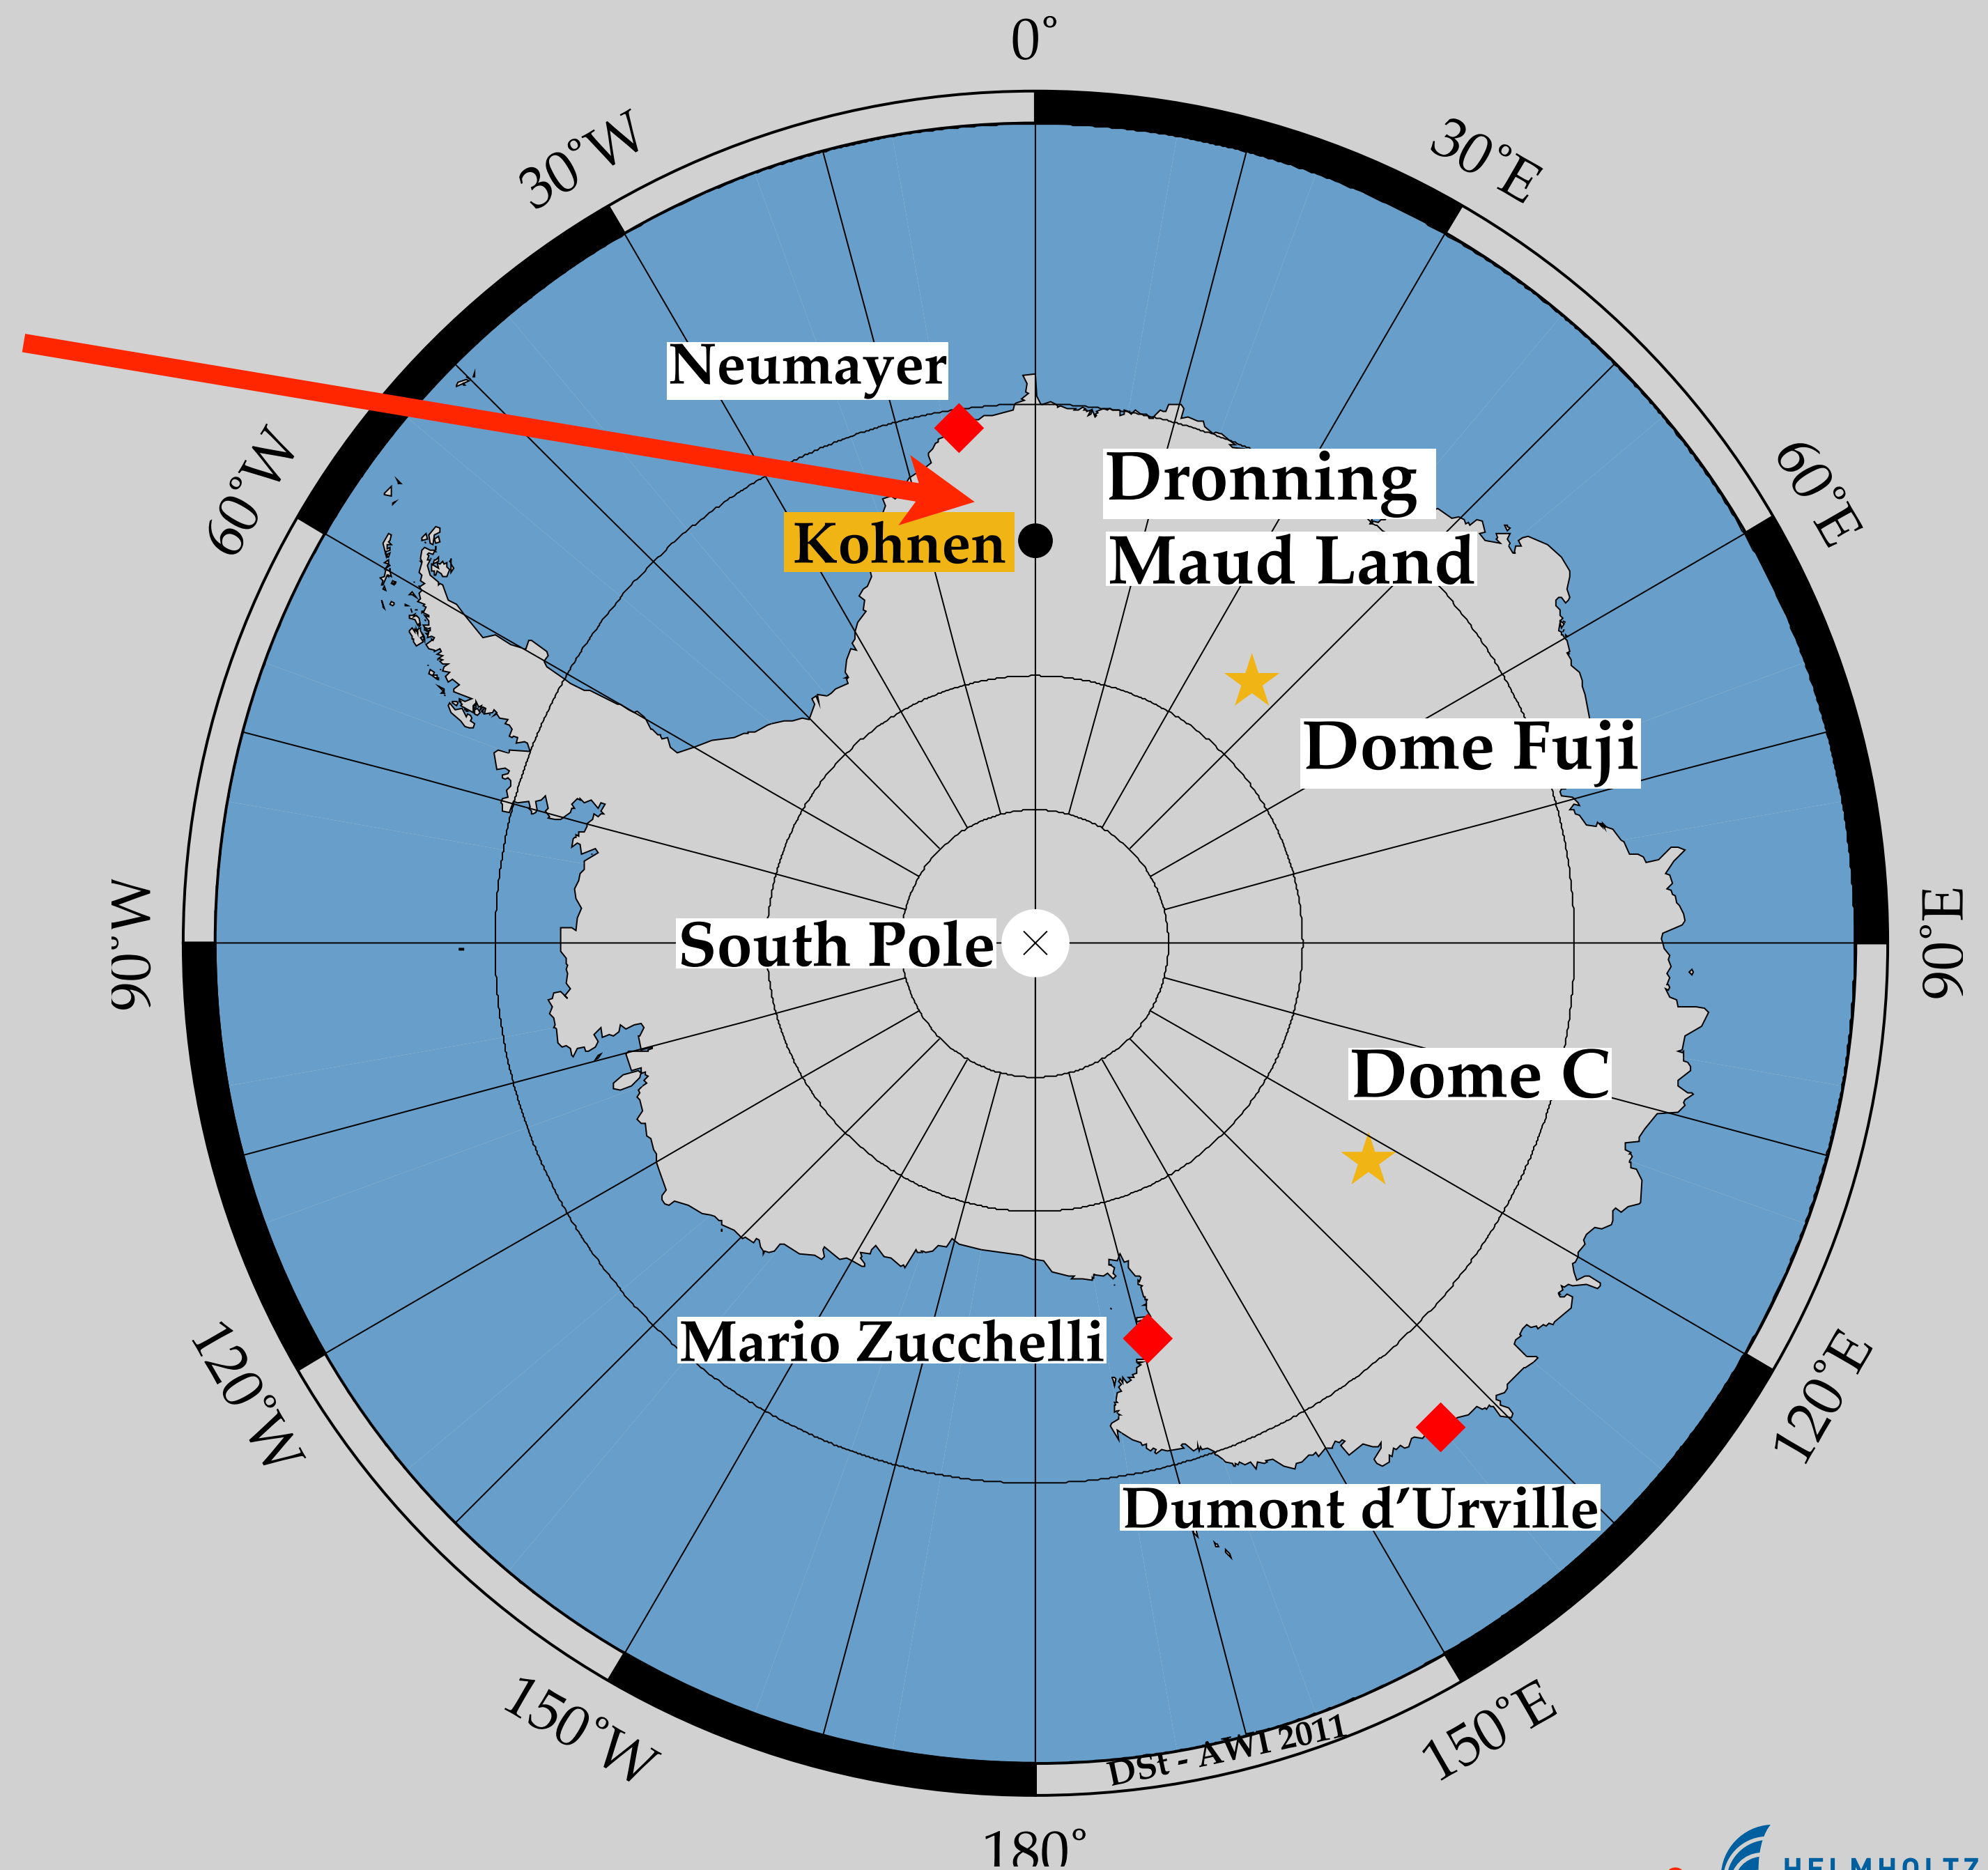 0°
30°W
30°E
Neumayer
60°W
60°E
Dronning
Maud Land
Kohnen
Dome Fuji
90°W
South Pole
90°E
Dome C
Mario Zucchelli
120°W
120°E
Dumont d'Urville
150°W
150°E
DSt - AWI 2011
180°
HELMHOLTZ